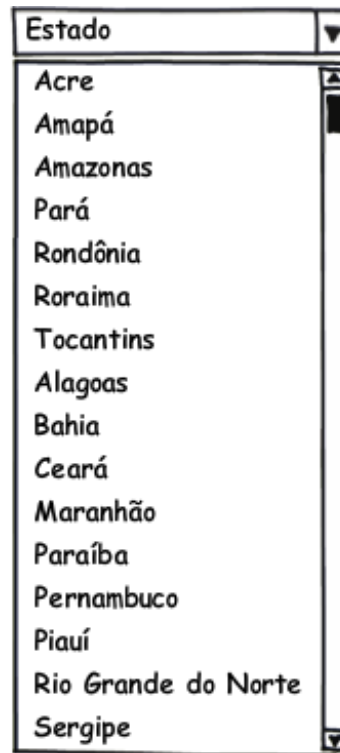 Estado
Acre
Amapá
Amazonas
Pará
Rondônia
Roraima
Tocantins
Alagoas
Bahia
Ceará
Maranhão
Paraíba
Pernambuco
Piauí
Rio Grande do Norte
Sergipe